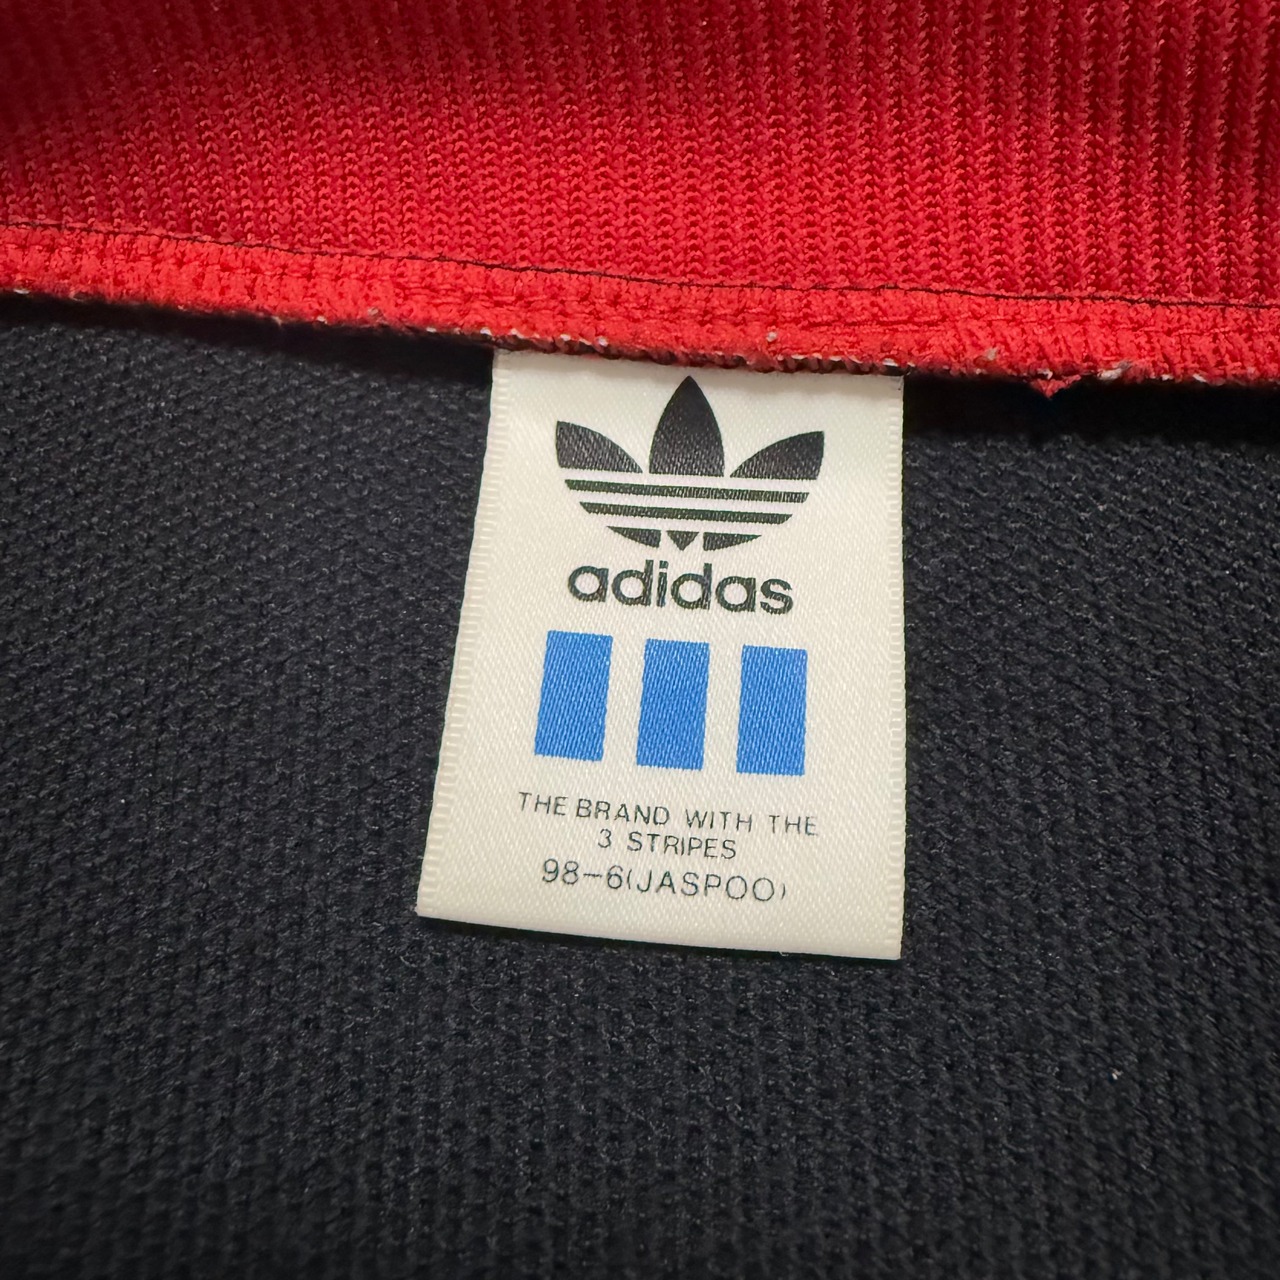 adidas
THE BRAND WITH THE
3 STRIPES
98-6(JASPOO)